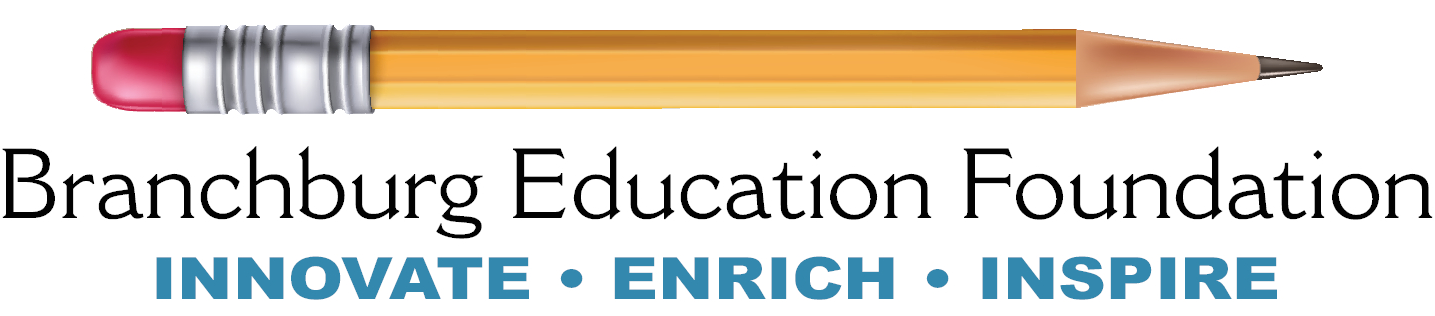 Branchburg Education Foundation
INNOVATE • ENRICH • INSPIRE